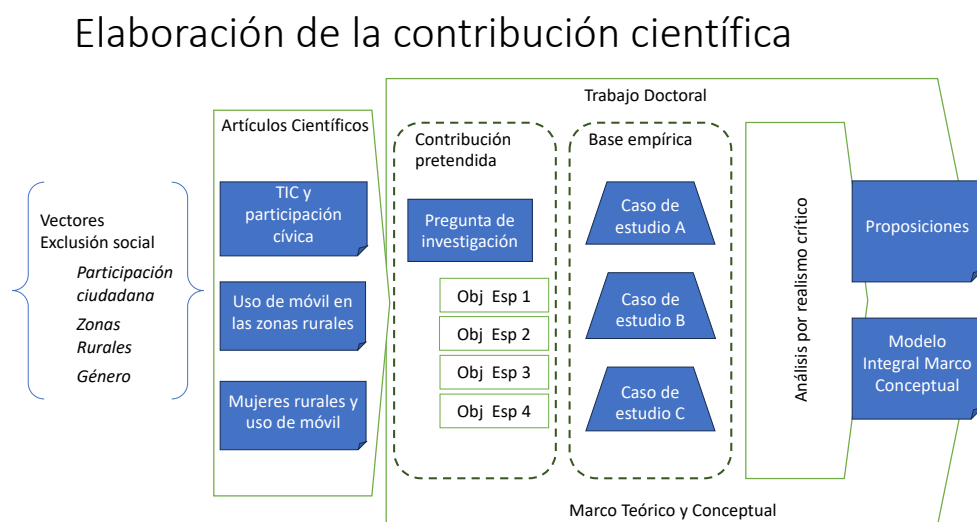 Elaboración de la contribución científica
Trabajo Doctoral
Artículos Científicos
Contribución
pretendida
Base empírica
Vectores
Exclusión social
Participación
ciudadana
Zonas
Rurales
Género
TIC y
participación
cívica
Uso de móvil en
las zonas rurales
Mujeres rurales y
uso de móvil
Pregunta de
investigación
Obj Esp 1
Obj Esp 2
Obj Esp 3
Obj Esp 4
Caso de
estudio A
Caso de
estudio B
Caso de
estudio C
Análisis por realismo crítico
Proposiciones
Modelo
Integral Marco
Conceptual
Marco Teórico y Conceptual